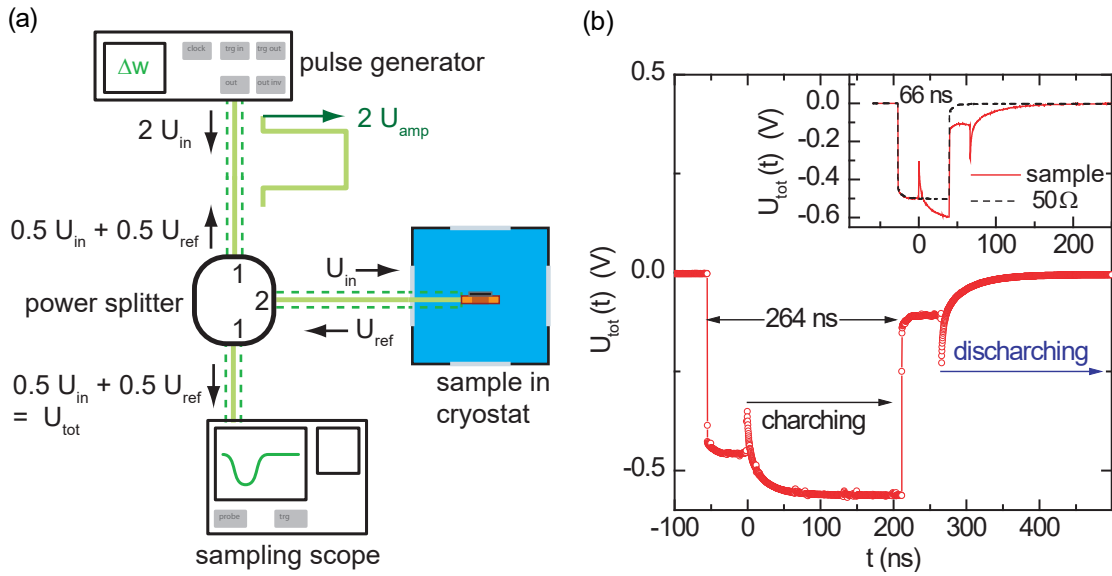 (a)
clock
trg in
trg out
Δw
out
out inv
pulse generator
2 U_in
2 U_amp
0.5 U_in + 0.5 U_ref
1
power splitter
2
1
U_in
U_ref
sample in
cryostat
0.5 U_in + 0.5 U_ref
= U_tot
probe
trg
sampling scope
(b)
0.5
0.0
-0.5
U_tot(t) (V)
-100
0
100
200
300
400
t (ns)
264 ns
charching
discharching
66 ns
0.0
-0.2
-0.4
-0.6
U_tot(t) (V)
sample
50Ω
0
100
200